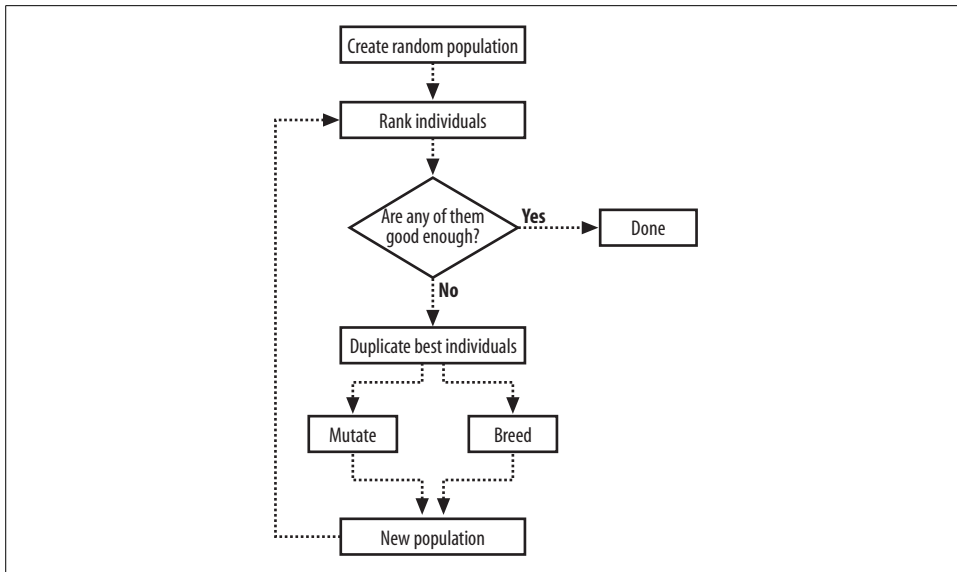 Create random population
Rank individuals
Are any of them
good enough?
Yes
Done
No
Duplicate best individuals
Mutate
Breed
New population